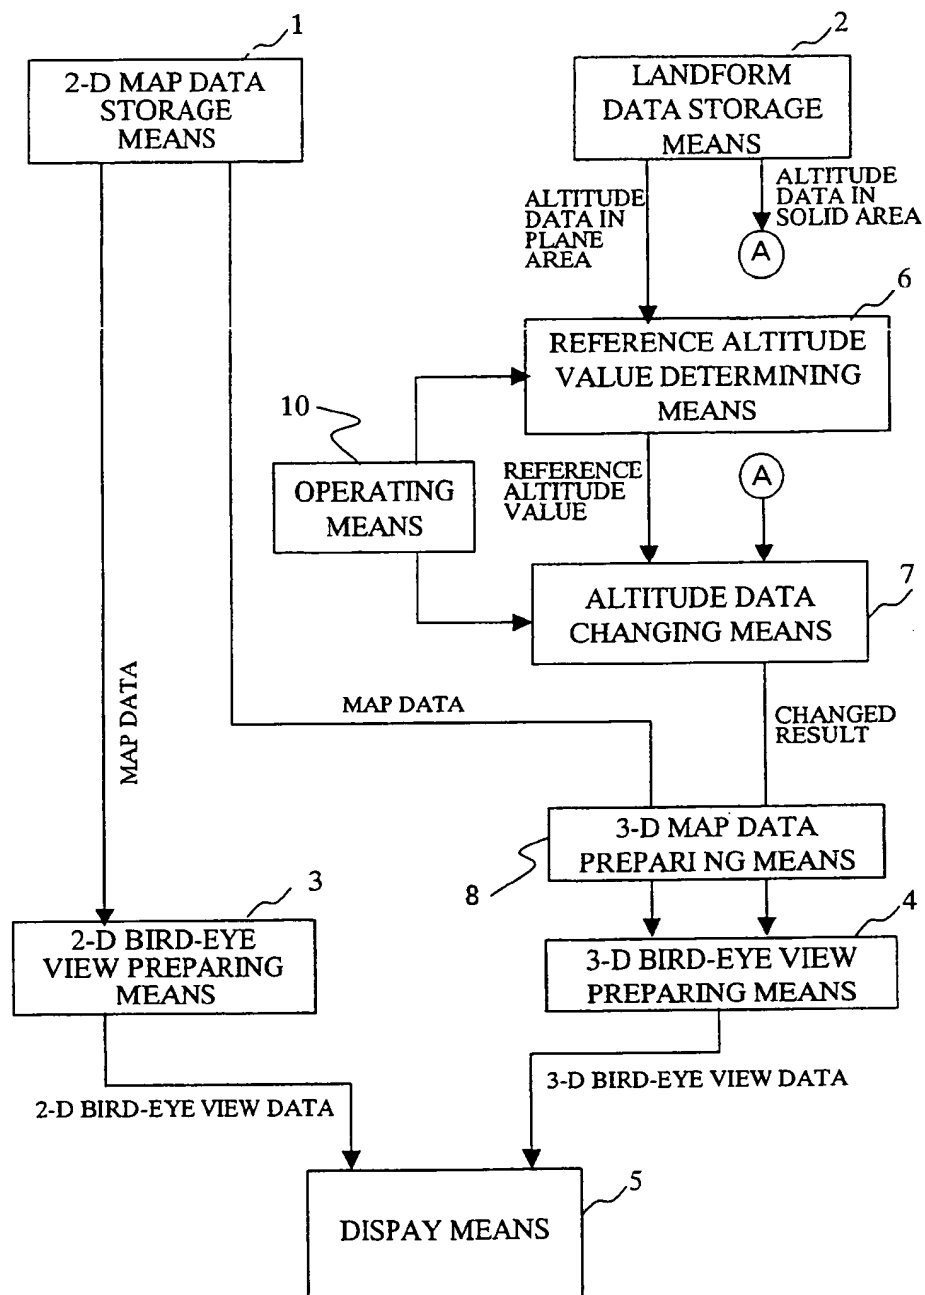 1
2-D MAP DATA
STORAGE
MEANS
2
LANDFORM
DATA STORAGE
MEANS
ALTITUDE
DATA IN
PLANE
AREA
ALTITUDE
DATA IN
SOLID AREA
A
6
REFERENCE ALTITUDE
VALUE DETERMINING
MEANS
10
OPERATING
MEANS
REFERENCE
ALTITUDE
VALUE
A
7
ALTITUDE DATA
CHANGING MEANS
MAP DATA
MAP DATA
CHANGED
RESULT
3-D MAP DATA
PREPARI NG MEANS
8
3
2-D BIRD-EYE
VIEW PREPARING
MEANS
4
3-D BIRD-EYE VIEW
PREPARING MEANS
2-D BIRD-EYE VIEW DATA
3-D BIRD-EYE VIEW DATA
5
DISPAY MEANS